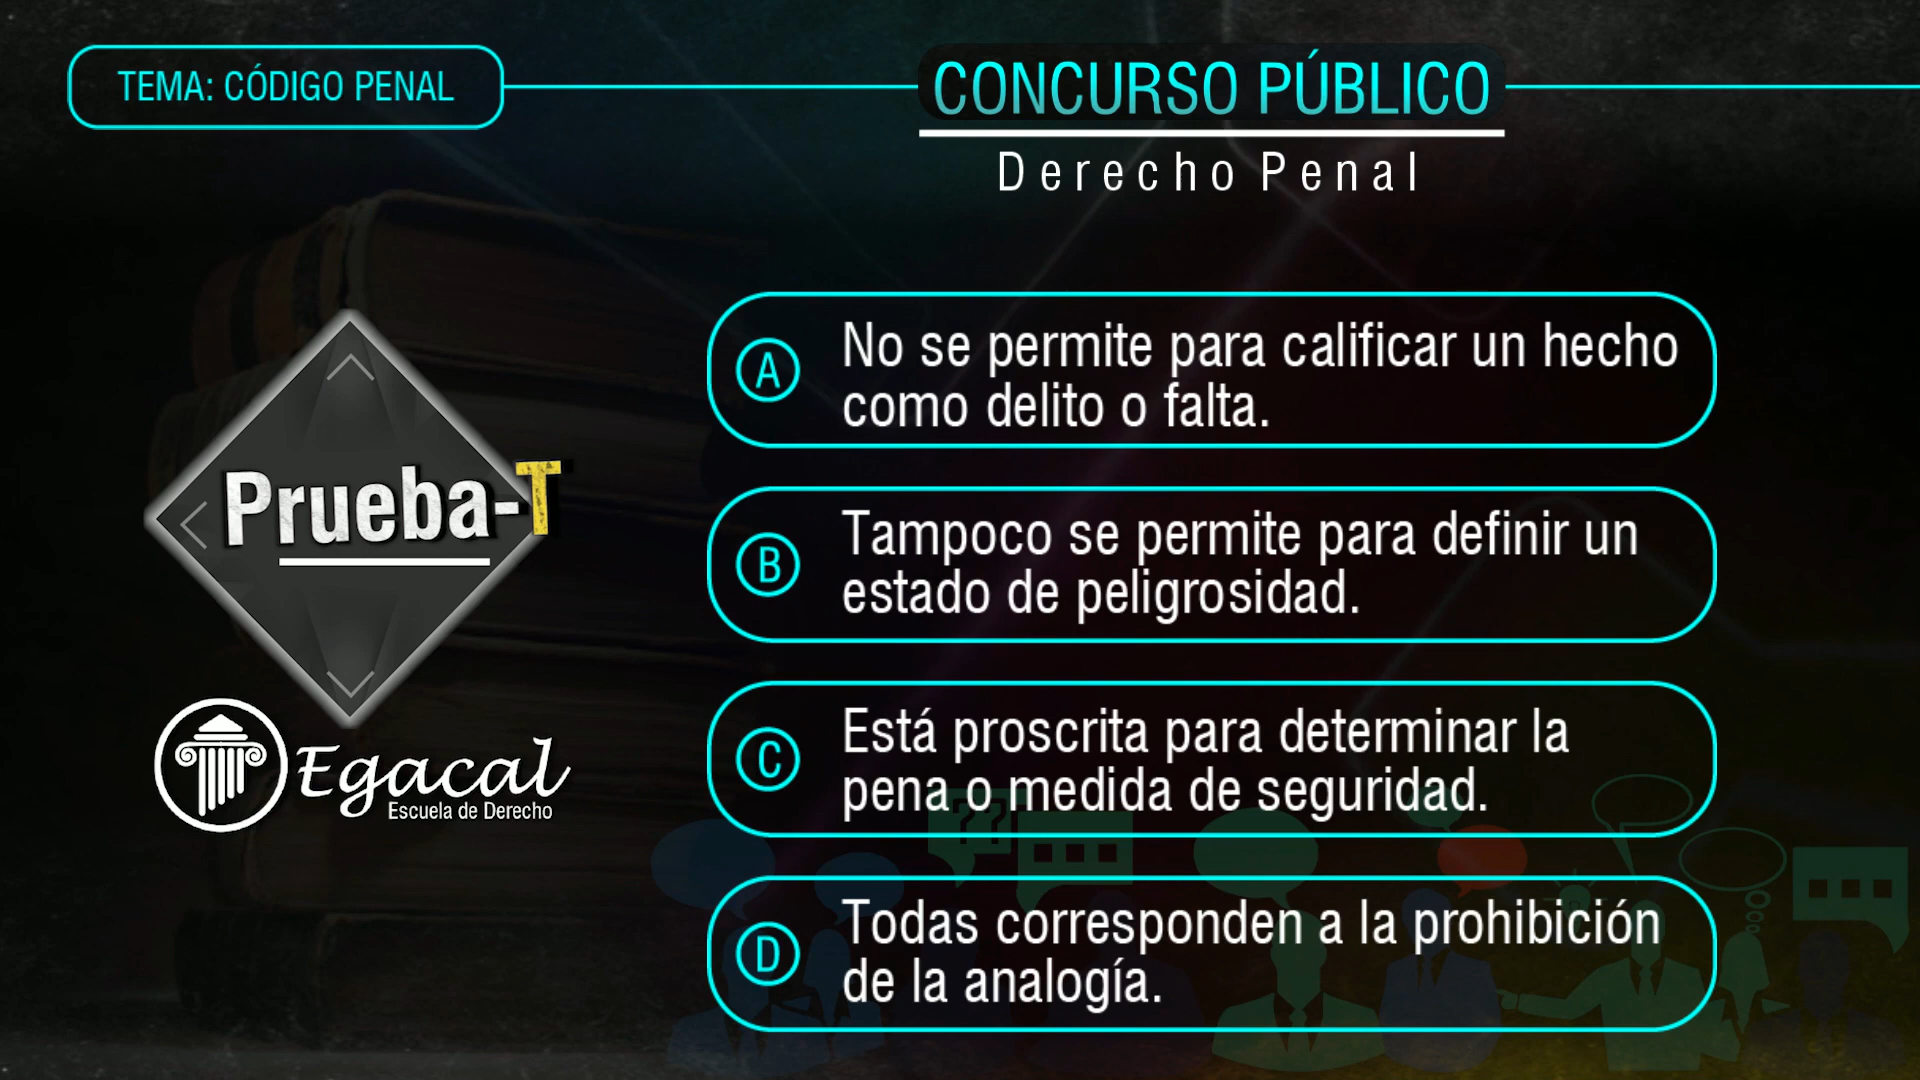 TEMA: CÓDIGO PENAL
CONCURSO PÚBLICO
Derecho Penal
Prueba-T
Egacal
Escuela de Derecho
A
No se permite para calificar un hecho
como delito o falta.
B
Tampoco se permite para definir un
estado de peligrosidad.
C
Está proscrita para determinar la
pena o medida de seguridad.
D
Todas corresponden a la prohibición
de la analogía.
??